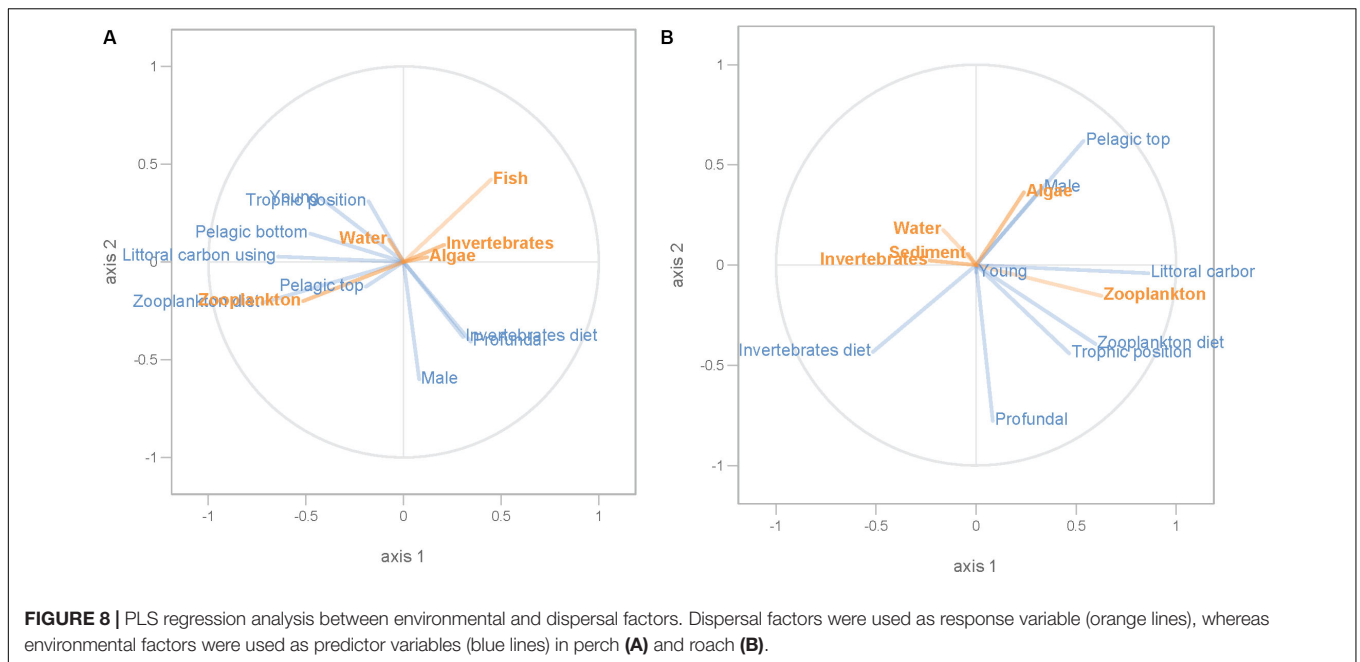 A
1
0.5
0
-0.5
-1
axis 2
-1
-0.5
0
0.5
1
axis 1
Fish
Young
Trophic position
Water
Pelagic bottom
Invertebrates
Littoral carbon using
Algae
Pelagic top
Zooplankton diet
Zooplankton
Invertebrates diet
Profundal
Male
B
1
0.5
0
-0.5
-1
axis 2
-1
-0.5
0
0.5
1
axis 1
Pelagic top
Male
Algae
Water
Sediment
Invertebrates
Young
Littoral carbor
Zooplankton
Zooplankton diet
Trophic position
Invertebrates diet
Profundal
FIGURE 8 | PLS regression analysis between environmental and dispersal factors. Dispersal factors were used as response variable (orange lines), whereas
environmental factors were used as predictor variables (blue lines) in perch (A) and roach (B).